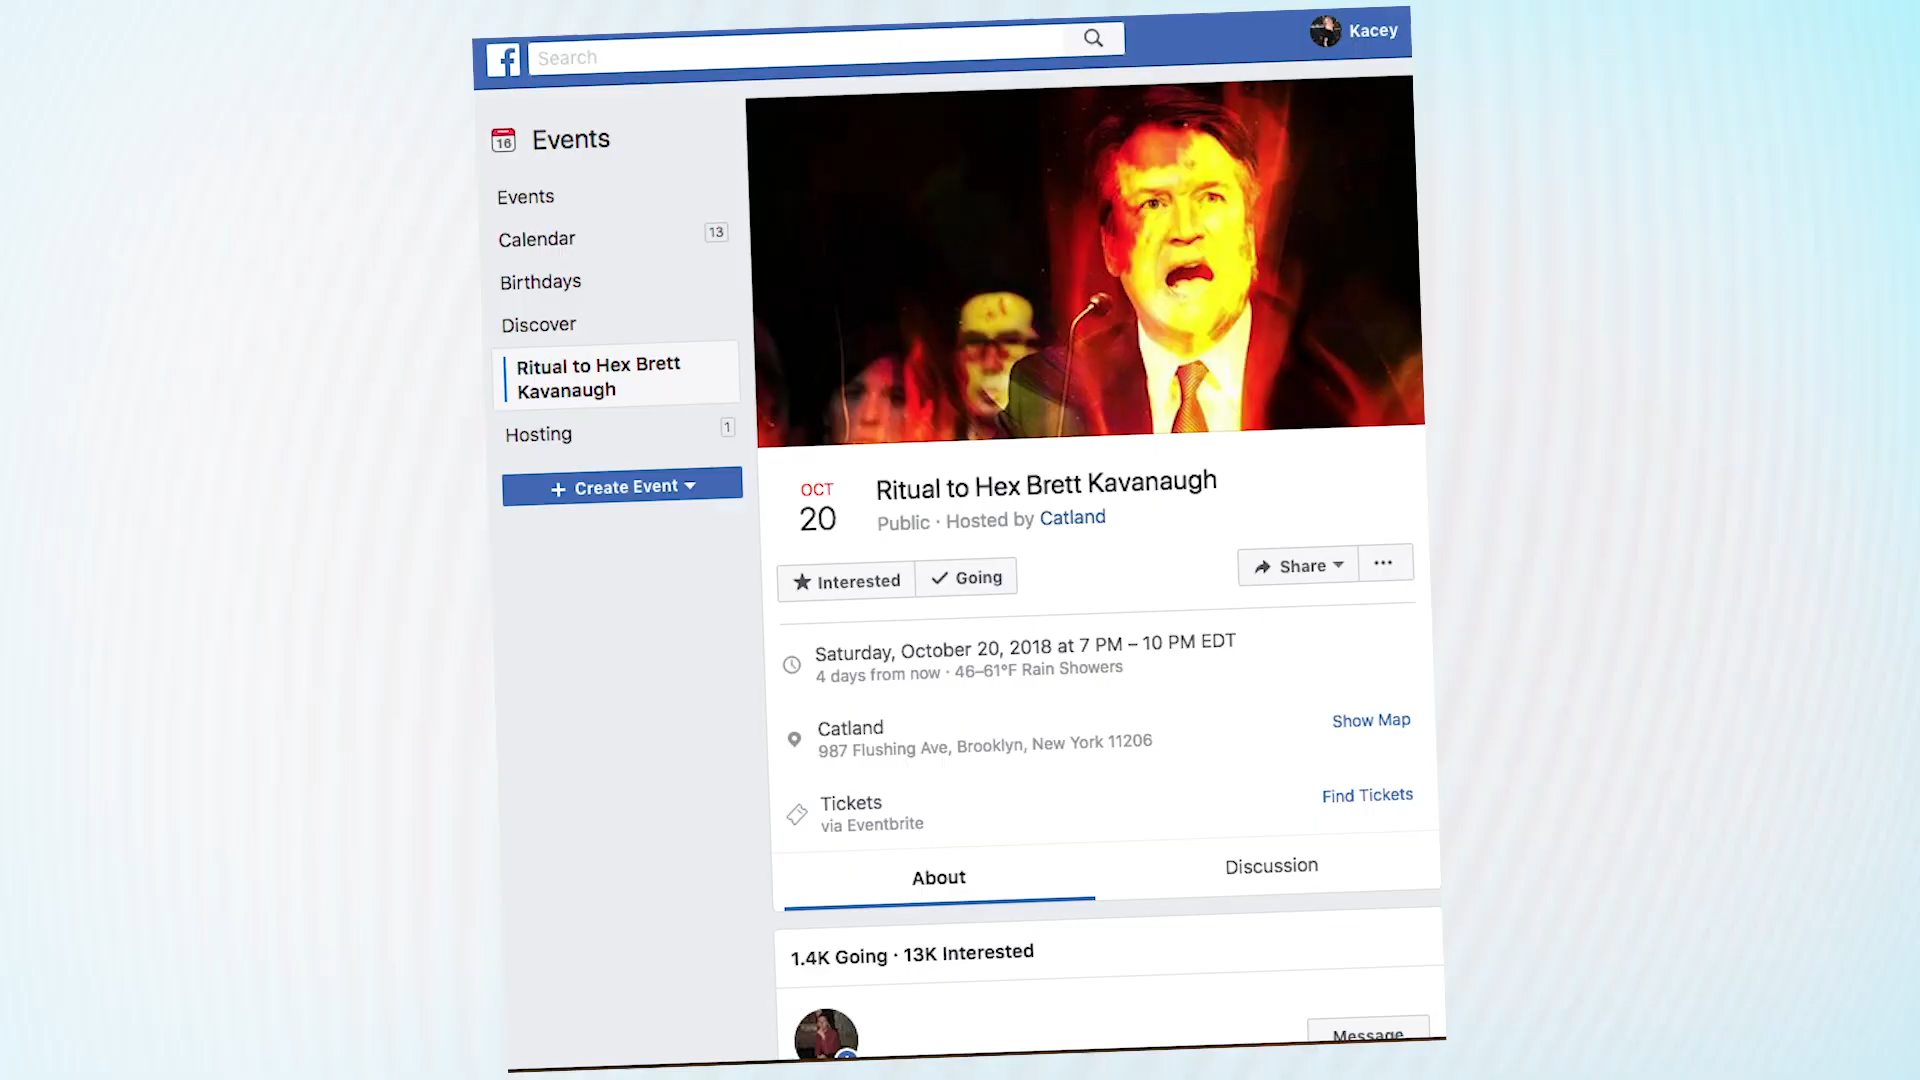 f
Search
Kacey
16
Events
Events
Calendar
13
Birthdays
Discover
Ritual to Hex Brett
Kavanaugh
Hosting
1
+ Create Event
OCT
20
Ritual to Hex Brett Kavanaugh
Public · Hosted by Catland
Interested
Going
Share
Saturday, October 20, 2018 at 7 PM – 10 PM EDT
4 days from now · 46–61°F Rain Showers
Catland
Show Map
987 Flushing Ave, Brooklyn, New York 11206
Tickets
Find Tickets
via Eventbrite
About
Discussion
1.4K Going · 13K Interested
Message